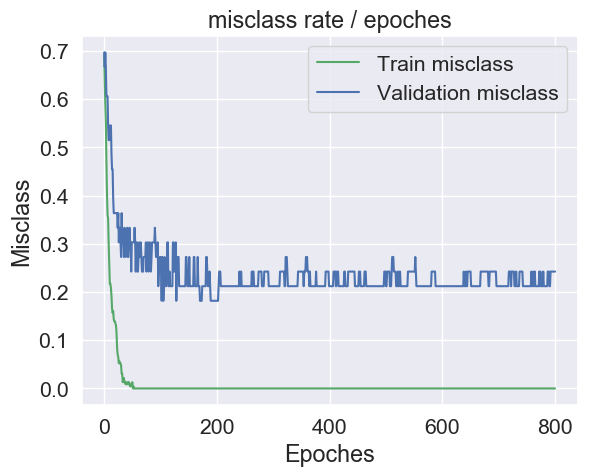 misclass rate / epoches
Train misclass
Validation misclass
Misclass
0.7
0.6
0.5
0.4
0.3
0.2
0.1
0.0
0 200 400 600 800
Epoches